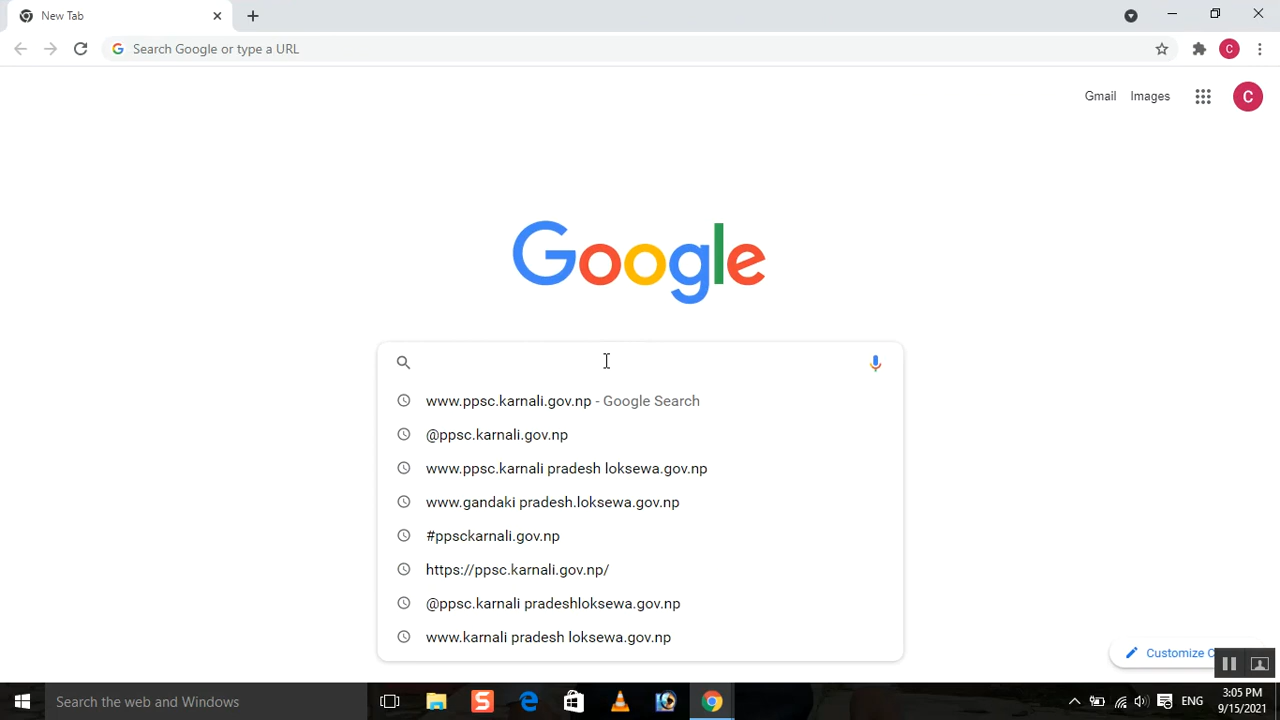 New Tab
Search Google or type a URL
C
Gmail Images
C
Google
www.ppsc.karnali.gov.np - Google Search
@ppsc.karnali.gov.np
www.ppsc.karnali pradesh loksewa.gov.np
www.gandaki pradesh.loksewa.gov.np
#ppsckarnali.gov.np
https://ppsc.karnali.gov.np/
@ppsc.karnali pradeshloksewa.gov.np
www.karnali pradesh loksewa.gov.np
Customize C
Search the web and Windows
S
ENG
3:05 PM
9/15/2021